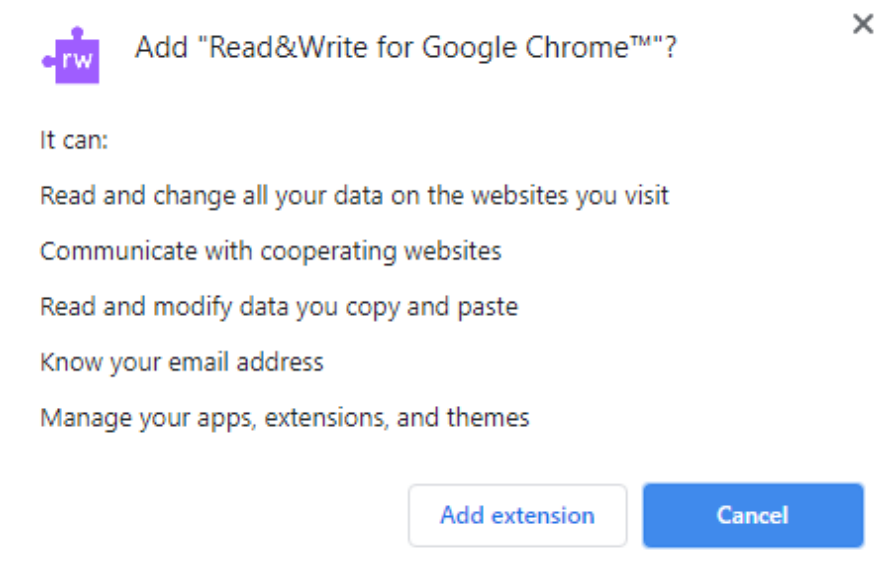 rw
Add "Read&Write for Google Chrome™"?
It can:
Read and change all your data on the websites you visit
Communicate with cooperating websites
Read and modify data you copy and paste
Know your email address
Manage your apps, extensions, and themes
Add extension
Cancel